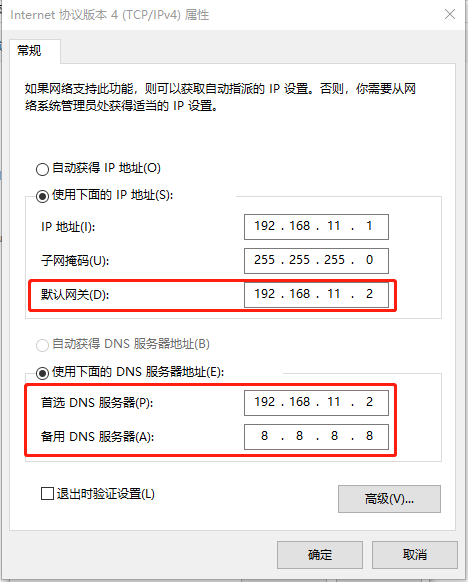 Internet 协议版本 4 (TCP/IPv4) 属性
常规
如果网络支持此功能，则可以获取自动指派的 IP 设置。否则，你需要从网
络系统管理员处获得适当的 IP 设置。
自动获得 IP 地址(O)
使用下面的 IP 地址(S):
IP 地址(I): 192 . 168 . 11 . 1
子网掩码(U): 255 . 255 . 255 . 0
默认网关(D): 192 . 168 . 11 . 2
自动获得 DNS 服务器地址(B)
使用下面的 DNS 服务器地址(E):
首选 DNS 服务器(P): 192 . 168 . 11 . 2
备用 DNS 服务器(A): 8 . 8 . 8 . 8
退出时验证设置(L)
高级(V)...
确定 取消